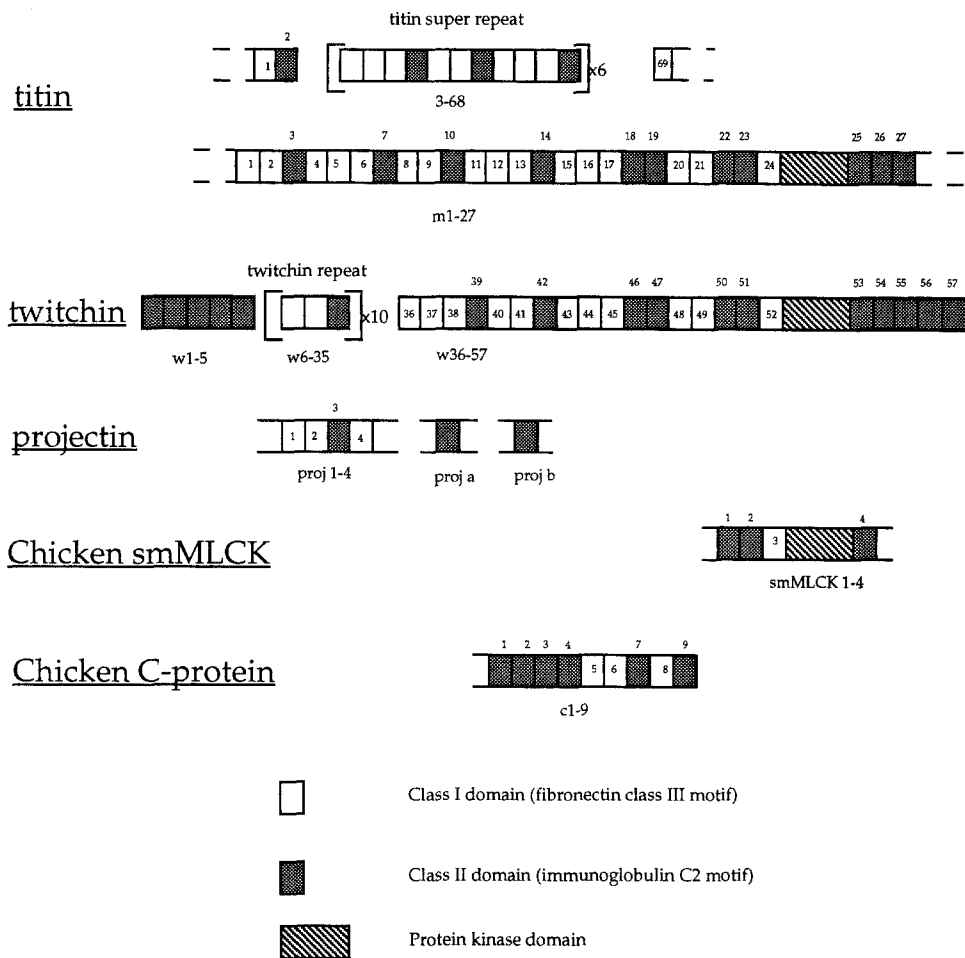 titin super repeat
2
1
x6
69
3-68
titin
3 7 10 14 18 19 22 23 25 26 27
1 2 4 5 6 8 9 11 12 13 15 16 17 20 21 24
m1-27
twitchin repeat
39 42 46 47 50 51 53 54 55 56 57
twitchin
x10
36 37 38 40 41 43 44 45 48 49 52
w1-5 w6-35 w36-57
3
projectin
1 2 4
proj 1-4 proj a proj b
1 2 4
Chicken smMLCK
3
smMLCK 1-4
1 2 3 4 7 9
Chicken C-protein
5 6 8
c1-9
Class I domain (fibronectin class III motif)
Class II domain (immunoglobulin C2 motif)
Protein kinase domain